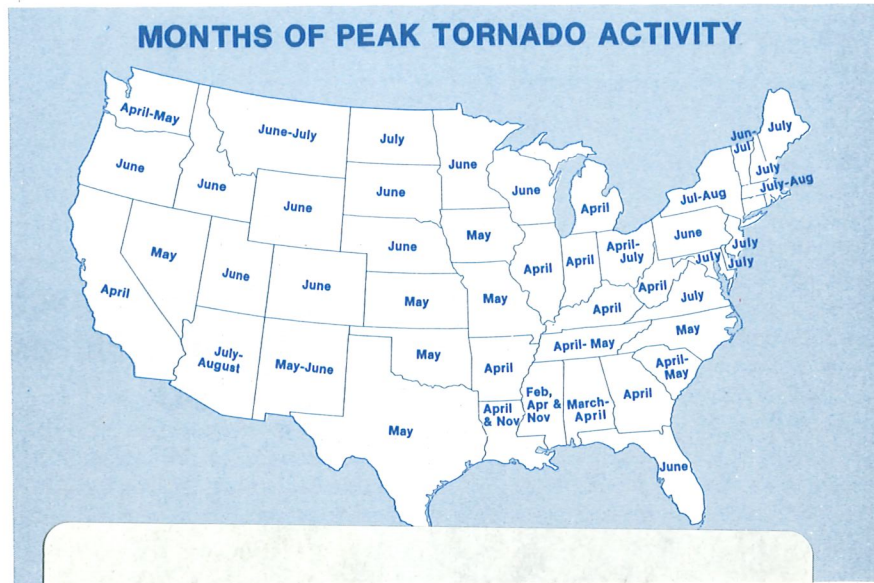 MONTHS OF PEAK TORNADO ACTIVITY
April-May
June-July
July
June
Jun-
Jul
July
June
June
June
June
June
April
Jul-Aug
July
July-Aug
May
June
June
June
May
April
April
April-
July
June
July
July
July
April
May
May
April
April
July
July-
August
May-June
May
April
April- May
May
May
April
& Nov
Feb,
Apr &
Nov
March-
April
April
April-
May
June